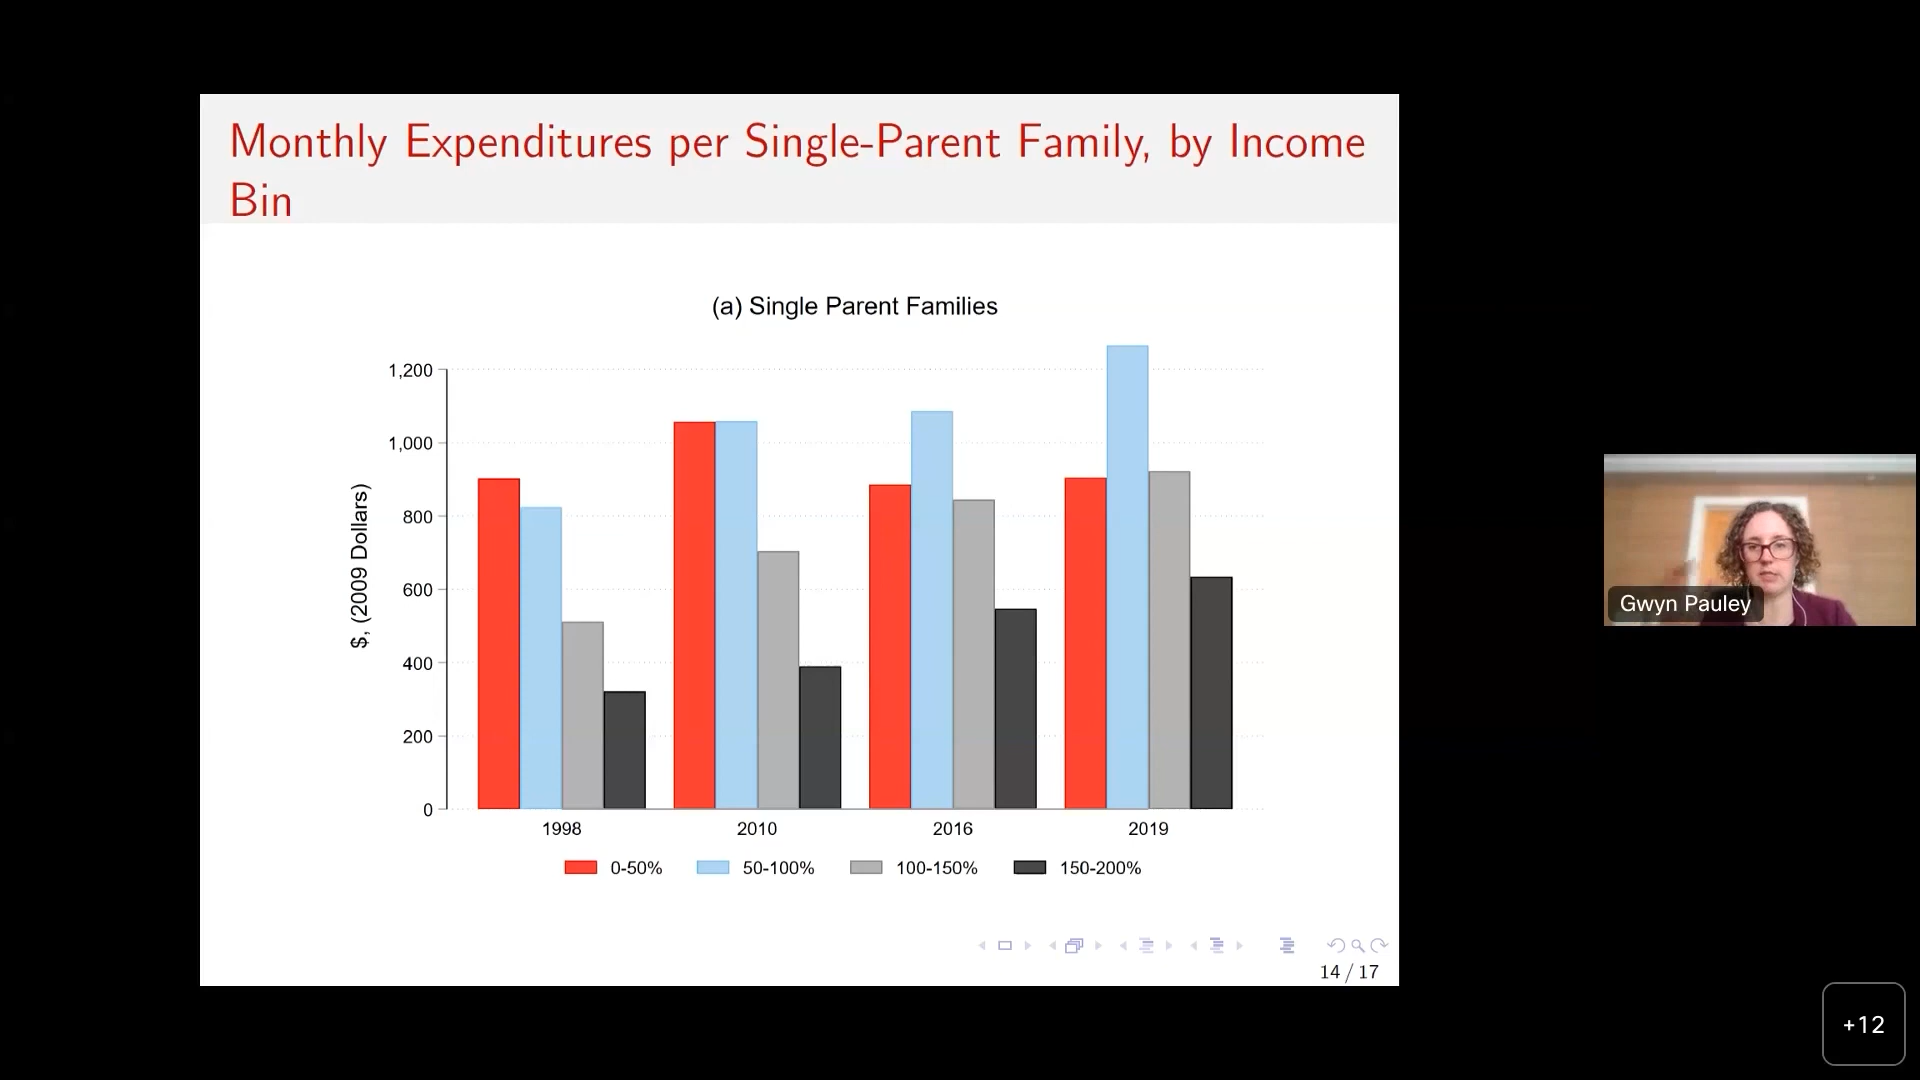 Monthly Expenditures per Single-Parent Family, by Income
Bin
(a) Single Parent Families
$, (2009 Dollars)
1,200
1,000
800
600
400
200
0
1998
2010
2016
2019
0-50%
50-100%
100-150%
150-200%
14 / 17
Gwyn Pauley
+12